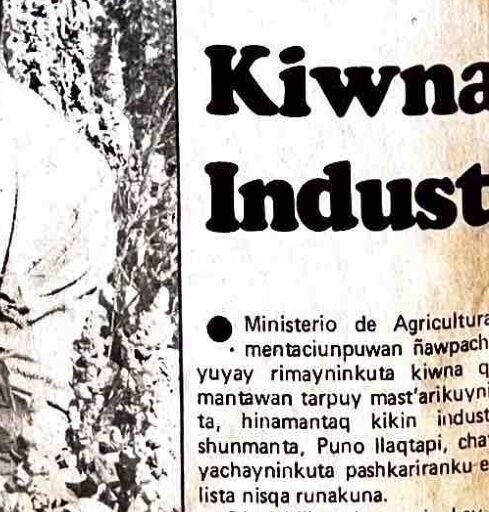 Kiwna
Indust
● Ministerio de Agricultura
mentaciunpuwan ñawpach
yuyay rimayninkuta kiwna q
mantawan tarpuy mast'arikuyni
ta, hinamantaq kikin indust
shunmanta, Puno llaqtapi, cha
yachayninkuta pashkariranku e
lista nisqa runakuna.